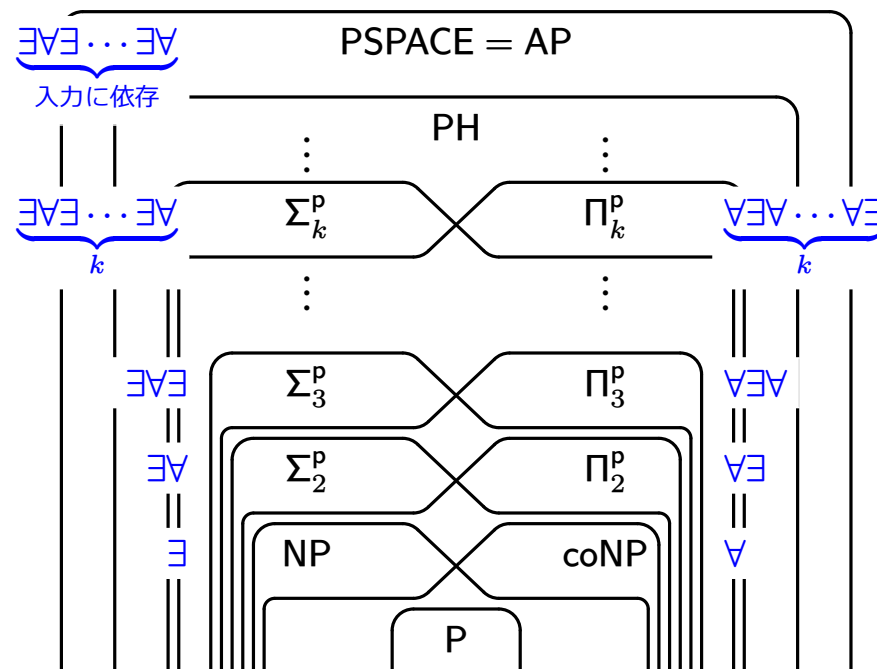 ∃∀∃ · · · ∃∀ PSPACE = AP
入力に依存
PH
⋮ ⋮
∃∀∃ · · · ∃∀ Σᵖₖ Πᵖₖ ∀∃∀ · · · ∃∀
k k
⋮ ⋮
∃∀∃ Σᵖ₃ Πᵖ₃ ∀∃∀
∃∀ Σᵖ₂ Πᵖ₂ ∀∃
∃ NP coNP ∀
P